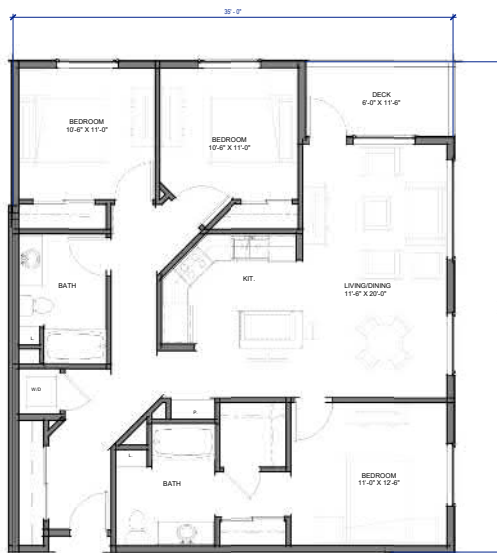 35' - 0"
DECK
6'-0" X 11'-6"
BEDROOM
10'-6" X 11'-0"
BEDROOM
10'-6" X 11'-0"
KIT.
BATH
LIVING/DINING
11'-6" X 20'-0"
L.
W/D
P.
L.
BATH
BEDROOM
11'-0" X 12'-6"